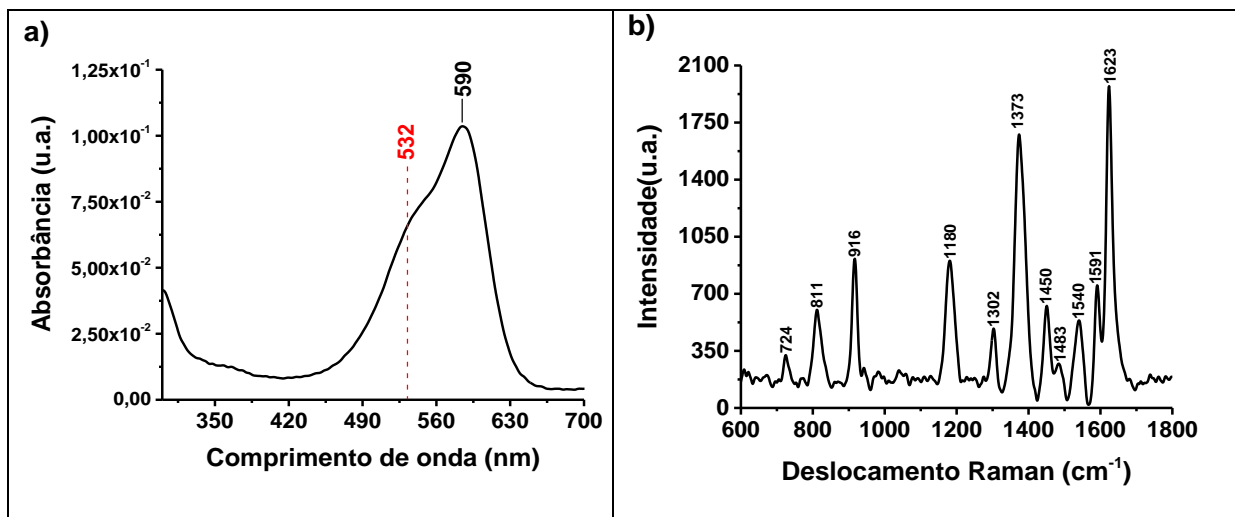 a)
Absorbância (u.a.)
1,25x10⁻¹
1,00x10⁻¹
7,50x10⁻²
5,00x10⁻²
2,50x10⁻²
0,00
532
590
350 420 490 560 630 700
Comprimento de onda (nm)
b)
Intensidade(u.a.)
2100
1750
1400
1050
700
350
0
724
811
916
1180
1302
1373
1450
1483
1540
1591
1623
600 800 1000 1200 1400 1600 1800
Deslocamento Raman (cm⁻¹)